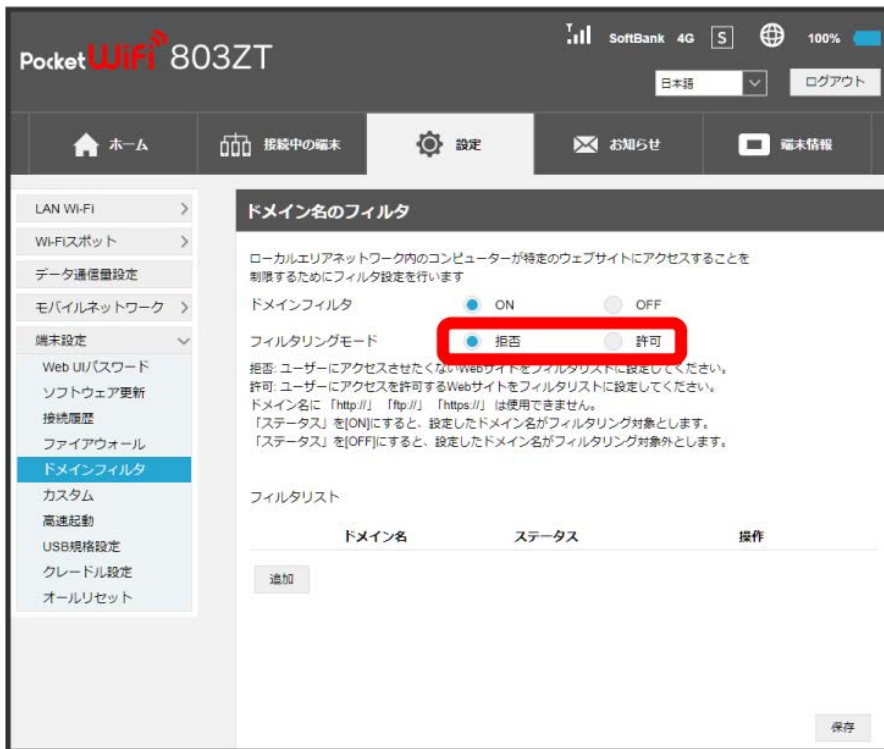 Pocket WiFi 803ZT
SoftBank 4G S 100%
日本語 ログアウト
ホーム 接続中の端末 設定 お知らせ 端末情報
LAN Wi-Fi
Wi-Fiスポット
データ通信量設定
モバイルネットワーク
端末設定
Web UIパスワード
ソフトウェア更新
接続履歴
ファイアウォール
ドメインフィルタ
カスタム
高速起動
USB規格設定
クレードル設定
オールリセット
ドメイン名のフィルタ
ローカルエリアネットワーク内のコンピューターが特定のウェブサイトにアクセスすることを
制限するためにフィルタ設定を行います
ドメインフィルタ ON OFF
フィルタリングモード 拒否 許可
拒否: ユーザーにアクセスさせたくないWebサイトをフィルタリストに設定してください。
許可: ユーザーにアクセスを許可するWebサイトをフィルタリストに設定してください。
ドメイン名に「http://」「ftp://」「https://」は使用できません。
「ステータス」を[ON]にすると、設定したドメイン名がフィルタリング対象とします。
「ステータス」を[OFF]にすると、設定したドメイン名がフィルタリング対象外とします。
フィルタリスト
ドメイン名 ステータス 操作
追加
保存